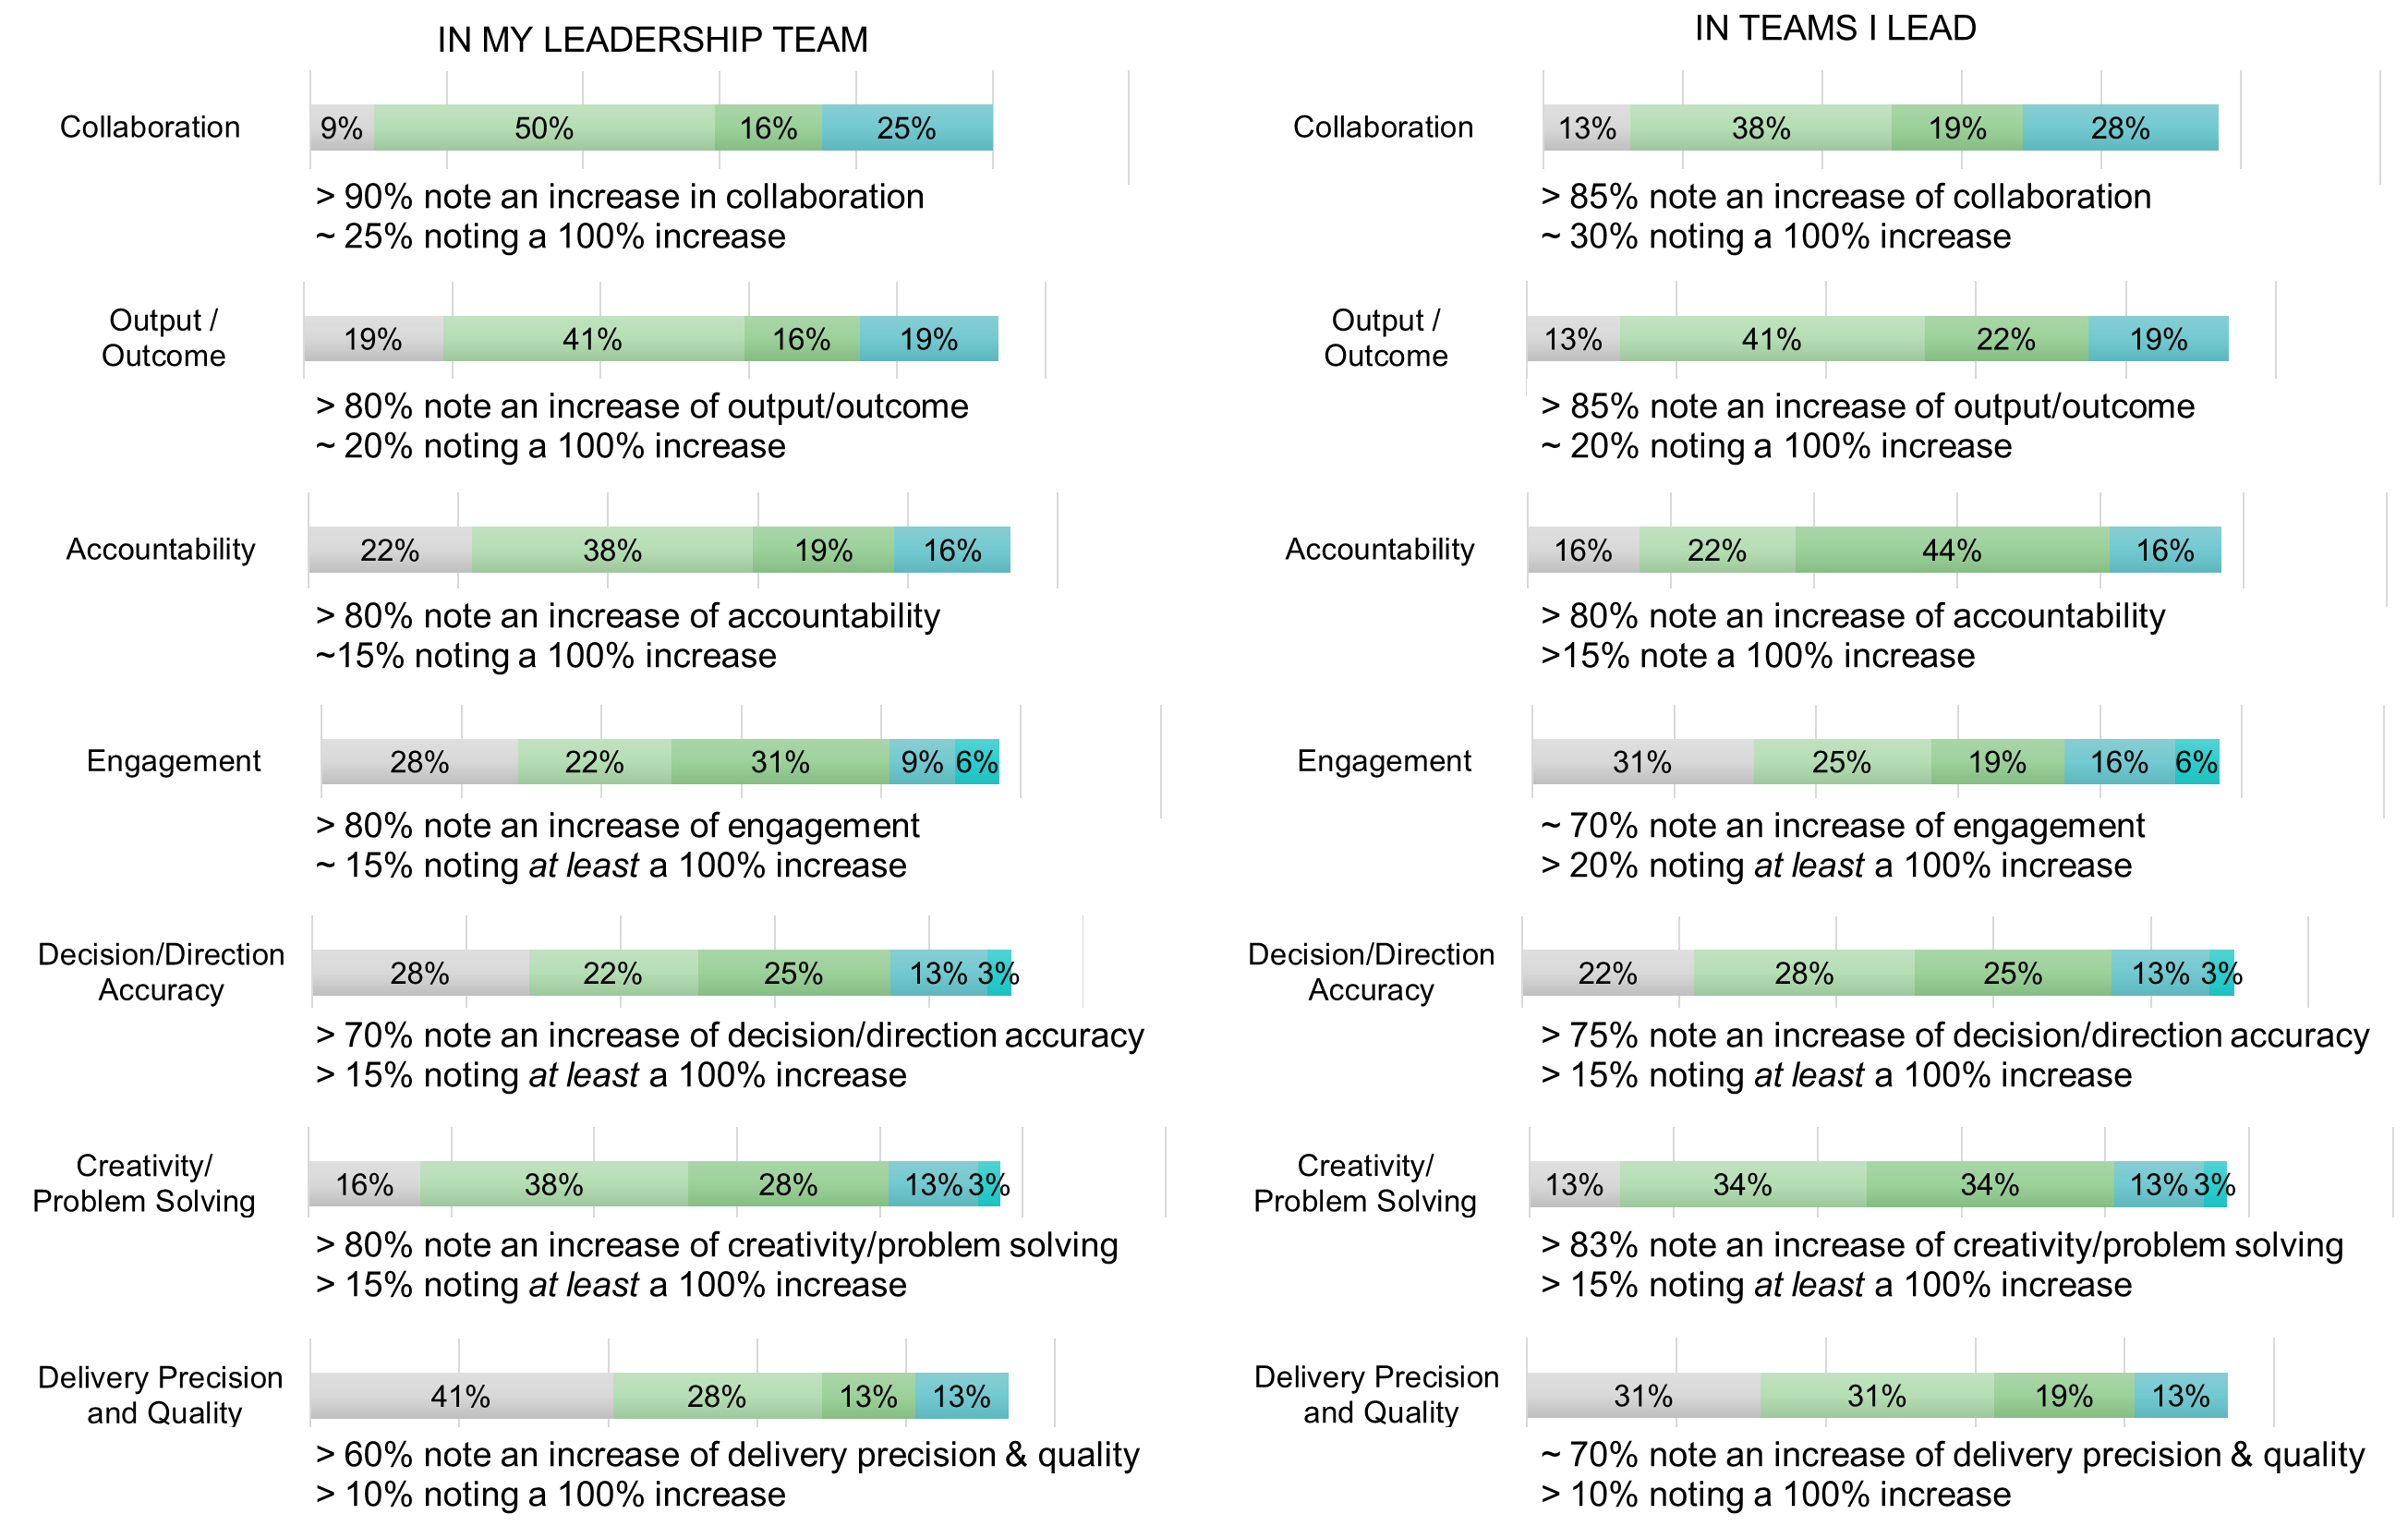 IN MY LEADERSHIP TEAM
Collaboration
9% 50% 16% 25%
> 90% note an increase in collaboration
~ 25% noting a 100% increase
Output /
Outcome
19% 41% 16% 19%
> 80% note an increase of output/outcome
~ 20% noting a 100% increase
Accountability
22% 38% 19% 16%
> 80% note an increase of accountability
~15% noting a 100% increase
Engagement
28% 22% 31% 9% 6%
> 80% note an increase of engagement
~ 15% noting at least a 100% increase
Decision/Direction
Accuracy
28% 22% 25% 13% 3%
> 70% note an increase of decision/direction accuracy
> 15% noting at least a 100% increase
Creativity/
Problem Solving
16% 38% 28% 13% 3%
> 80% note an increase of creativity/problem solving
> 15% noting at least a 100% increase
Delivery Precision
and Quality
41% 28% 13% 13%
> 60% note an increase of delivery precision & quality
> 10% noting a 100% increase
IN TEAMS I LEAD
Collaboration
13% 38% 19% 28%
> 85% note an increase of collaboration
~ 30% noting a 100% increase
Output /
Outcome
13% 41% 22% 19%
> 85% note an increase of output/outcome
~ 20% noting a 100% increase
Accountability
16% 22% 44% 16%
> 80% note an increase of accountability
>15% note a 100% increase
Engagement
31% 25% 19% 16% 6%
~ 70% note an increase of engagement
> 20% noting at least a 100% increase
Decision/Direction
Accuracy
22% 28% 25% 13% 3%
> 75% note an increase of decision/direction accuracy
> 15% noting at least a 100% increase
Creativity/
Problem Solving
13% 34% 34% 13% 3%
> 83% note an increase of creativity/problem solving
> 15% noting at least a 100% increase
Delivery Precision
and Quality
31% 31% 19% 13%
~ 70% note an increase of delivery precision & quality
> 10% noting a 100% increase